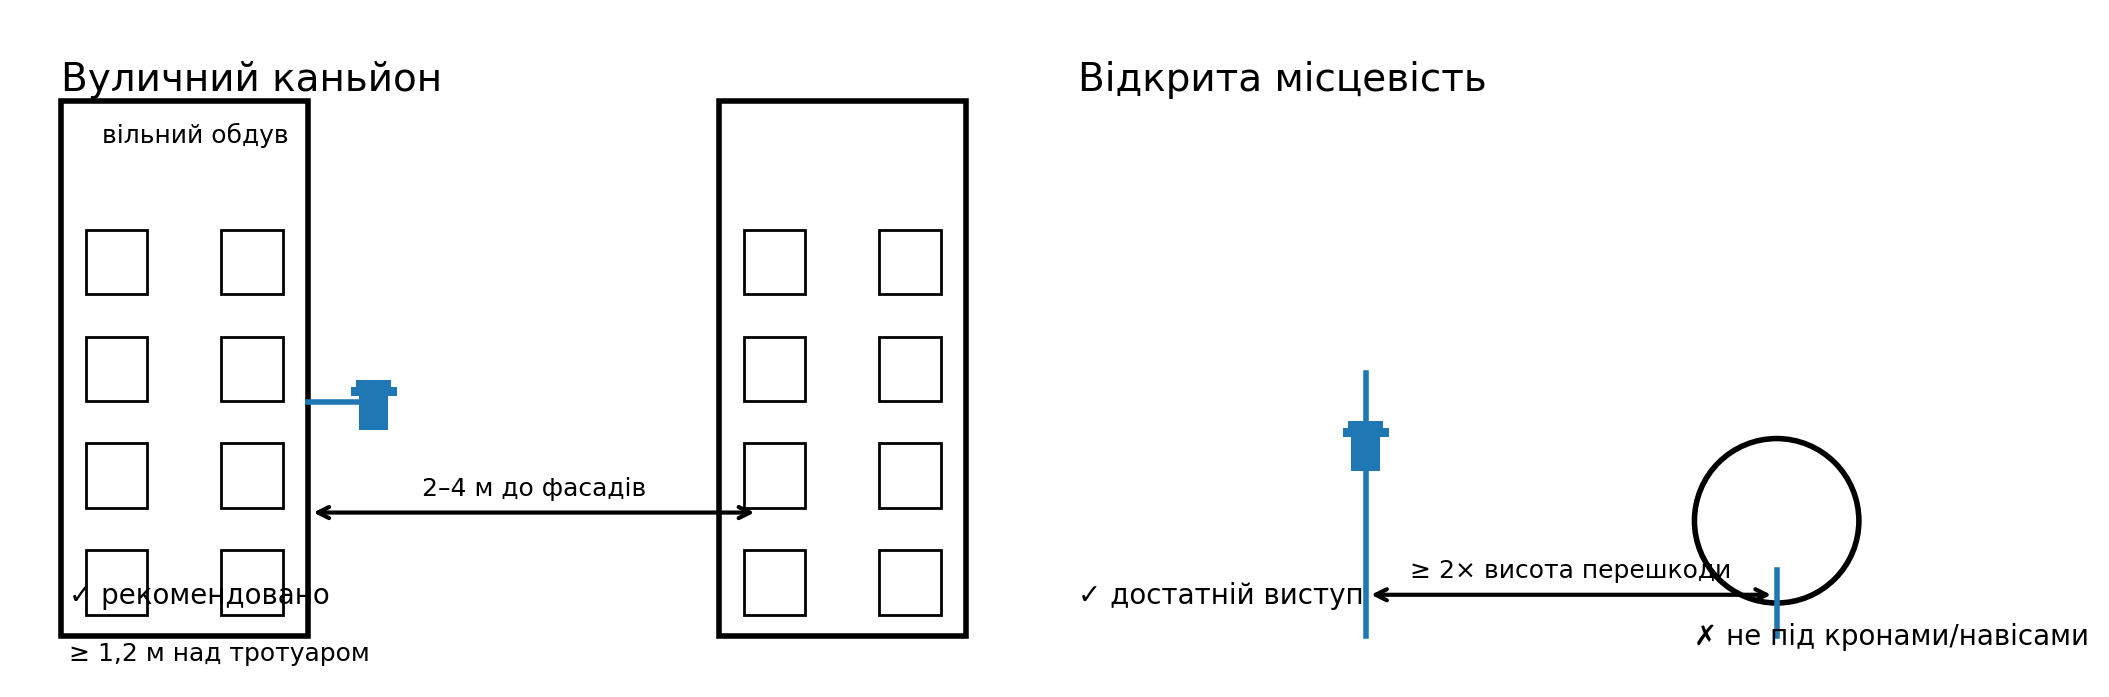 Вуличний каньйон
вільний обдув
2–4 м до фасадів
✓ рекомендовано
≥ 1,2 м над тротуаром
Відкрита місцевість
≥ 2× висота перешкоди
✓ достатній виступ
✗ не під кронами/навісами